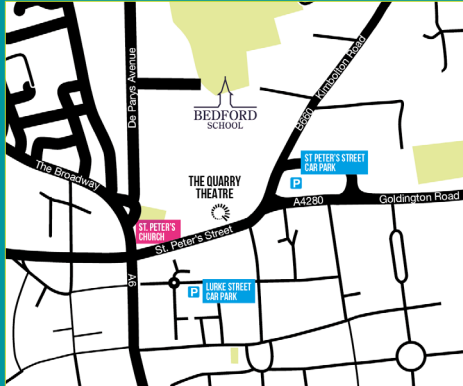 De Parys Avenue
BEDFORD
SCHOOL
B660
Kimbolton Road
The Broadway
THE QUARRY
THEATRE
ST PETER'S STREET
CAR PARK
P
A4280
Goldington Road
ST. PETER'S
CHURCH
St. Peter's Street
A6
P
LURKE STREET
CAR PARK